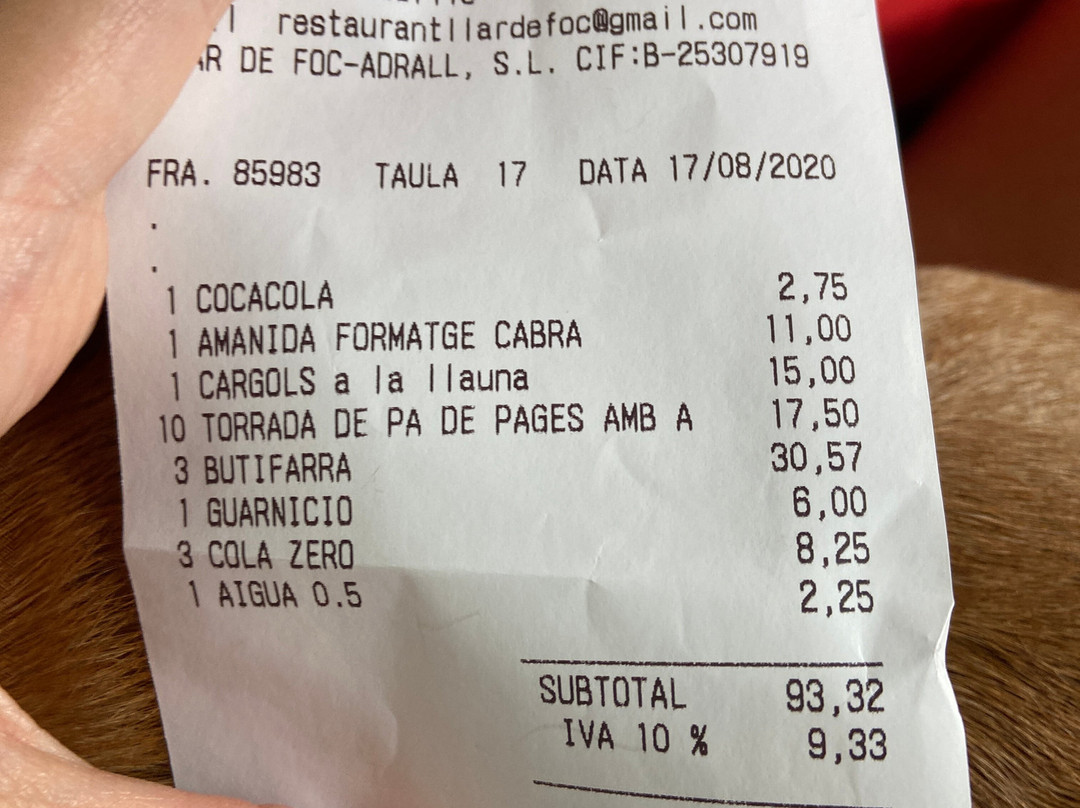 restaurantllardefoc@gmail.com
DE FOC-ADRALL, S.L. CIF:B-25307919
FRA. 85983 TAULA 17 DATA 17/08/2020
.
.
1 COCACOLA 2,75
1 AMANIDA FORMATGE CABRA 11,00
1 CARGOLS a la llauna 15,00
10 TORRADA DE PA DE PAGES AMB A 17,50
3 BUTIFARRA 30,57
1 GUARNICIO 6,00
3 COLA ZERO 8,25
1 AIGUA 0.5 2,25
SUBTOTAL 93,32
IVA 10 % 9,33